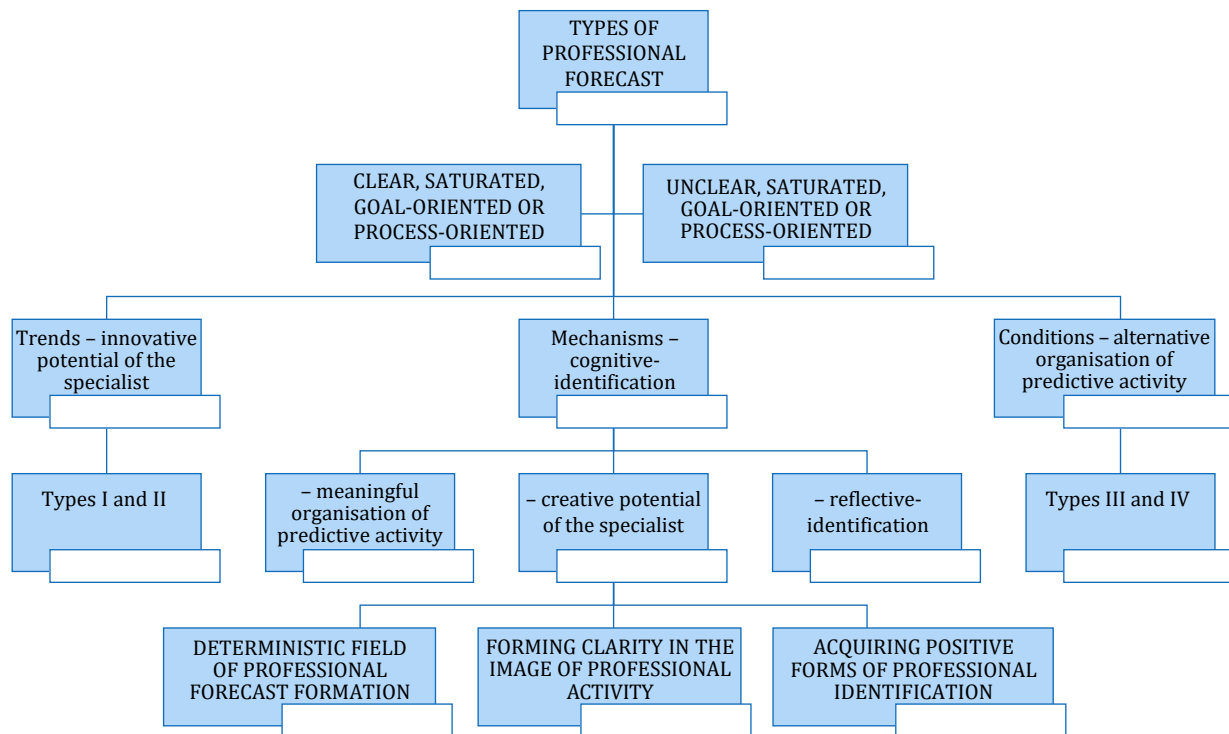 TYPES OF
PROFESSIONAL
FORECAST
CLEAR, SATURATED,
GOAL-ORIENTED OR
PROCESS-ORIENTED
UNCLEAR, SATURATED,
GOAL-ORIENTED OR
PROCESS-ORIENTED
Trends – innovative
potential of the
specialist
Mechanisms –
cognitive-
identification
Conditions – alternative
organisation of
predictive activity
Types I and II
– meaningful
organisation of
predictive activity
– creative potential
of the specialist
– reflective-
identification
Types III and IV
DETERMINISTIC FIELD
OF PROFESSIONAL
FORECAST FORMATION
FORMING CLARITY IN THE
IMAGE OF PROFESSIONAL
ACTIVITY
ACQUIRING POSITIVE
FORMS OF PROFESSIONAL
IDENTIFICATION